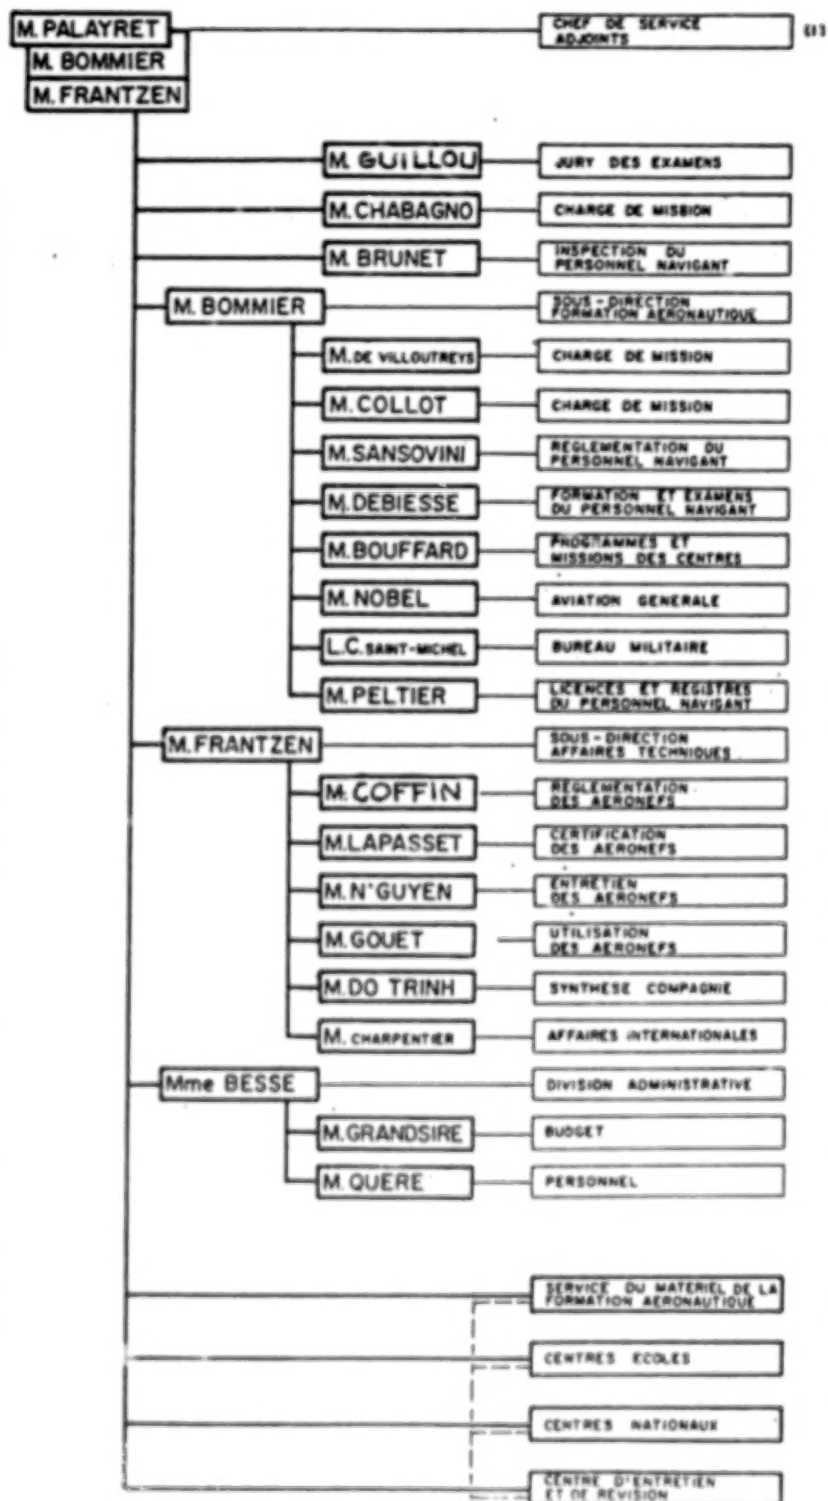 M. PALAYRET CHEF DE SERVICE
ADJOINTS
M. BOMMIER
M. FRANTZEN
M. GUILLOU JURY DES EXAMENS
M. CHABAGNO CHARGE DE MISSION
M. BRUNET INSPECTION DU
PERSONNEL NAVIGANT
M. BOMMIER SOUS-DIRECTION
FORMATION AERONAUTIQUE
M. DE VILLOUTREYS CHARGE DE MISSION
M. COLLOT CHARGE DE MISSION
M. SANSOVINI REGLEMENTATION DU
PERSONNEL NAVIGANT
M. DEBIESSE FORMATION ET EXAMENS
DU PERSONNEL NAVIGANT
M. BOUFFARD PROGRAMMES ET
MISSIONS DES CENTRES
M. NOBEL AVIATION GENERALE
L.C. SAINT-MICHEL BUREAU MILITAIRE
M. PELTIER LICENCES ET REGISTRES
DU PERSONNEL NAVIGANT
M. FRANTZEN SOUS-DIRECTION
AFFAIRES TECHNIQUES
M. COFFIN REGLEMENTATION
DES AERONEFS
M. LAPASSET CERTIFICATION
DES AERONEFS
M. N'GUYEN ENTRETIEN
DES AERONEFS
M. GOUET UTILISATION
DES AERONEFS
M. DO TRINH SYNTHESE COMPAGNIE
M. CHARPENTIER AFFAIRES INTERNATIONALES
Mme BESSE DIVISION ADMINISTRATIVE
M. GRANDSIRE BUDGET
M. QUERE PERSONNEL
SERVICE DU MATERIEL DE LA
FORMATION AERONAUTIQUE
CENTRES ECOLES
CENTRES NATIONAUX
CENTRE D'ENTRETIEN
ET DE REVISION